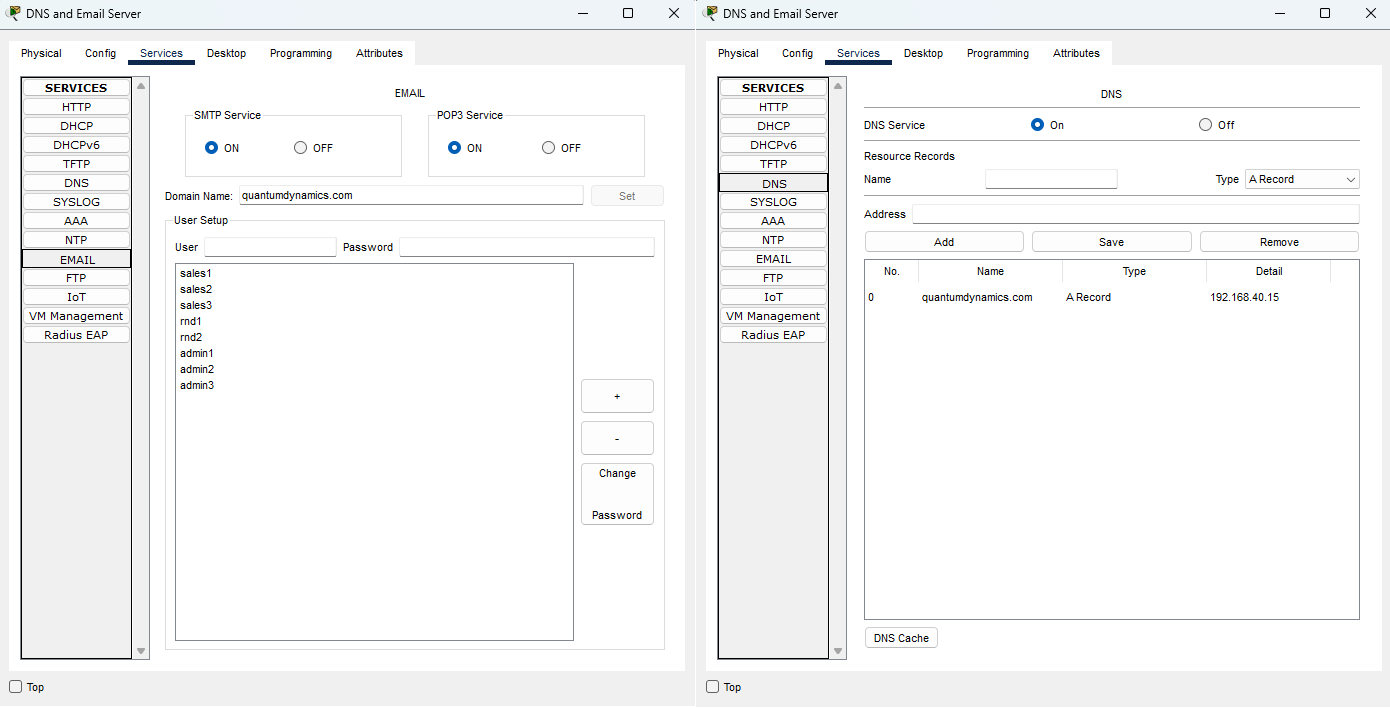 DNS and Email Server
Physical Config Services Desktop Programming Attributes
SERVICES
HTTP
DHCP
DHCPv6
TFTP
DNS
SYSLOG
AAA
NTP
EMAIL
FTP
IoT
VM Management
Radius EAP
EMAIL
SMTP Service POP3 Service
ON OFF ON OFF
Domain Name: quantumdynamics.com Set
User Setup
User Password
sales1
sales2
sales3
rnd1
rnd2
admin1
admin2
admin3
+
-
Change
Password
Top
DNS and Email Server
Physical Config Services Desktop Programming Attributes
SERVICES
HTTP
DHCP
DHCPv6
TFTP
DNS
SYSLOG
AAA
NTP
EMAIL
FTP
IoT
VM Management
Radius EAP
DNS
DNS Service On Off
Resource Records
Name Type A Record
Address
Add Save Remove
No. Name Type Detail
0 quantumdynamics.com A Record 192.168.40.15
DNS Cache
Top